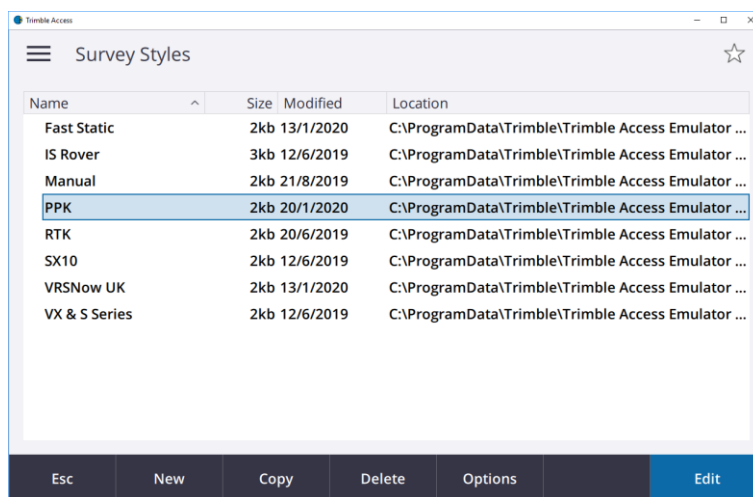 Trimble Access
Survey Styles
Name Size Modified Location
Fast Static 2kb 13/1/2020 C:\ProgramData\Trimble\Trimble Access Emulator ...
IS Rover 3kb 12/6/2019 C:\ProgramData\Trimble\Trimble Access Emulator ...
Manual 2kb 21/8/2019 C:\ProgramData\Trimble\Trimble Access Emulator ...
PPK 2kb 20/1/2020 C:\ProgramData\Trimble\Trimble Access Emulator ...
RTK 2kb 20/6/2019 C:\ProgramData\Trimble\Trimble Access Emulator ...
SX10 2kb 12/6/2019 C:\ProgramData\Trimble\Trimble Access Emulator ...
VRSNow UK 2kb 13/1/2020 C:\ProgramData\Trimble\Trimble Access Emulator ...
VX & S Series 2kb 12/6/2019 C:\ProgramData\Trimble\Trimble Access Emulator ...
Esc New Copy Delete Options Edit